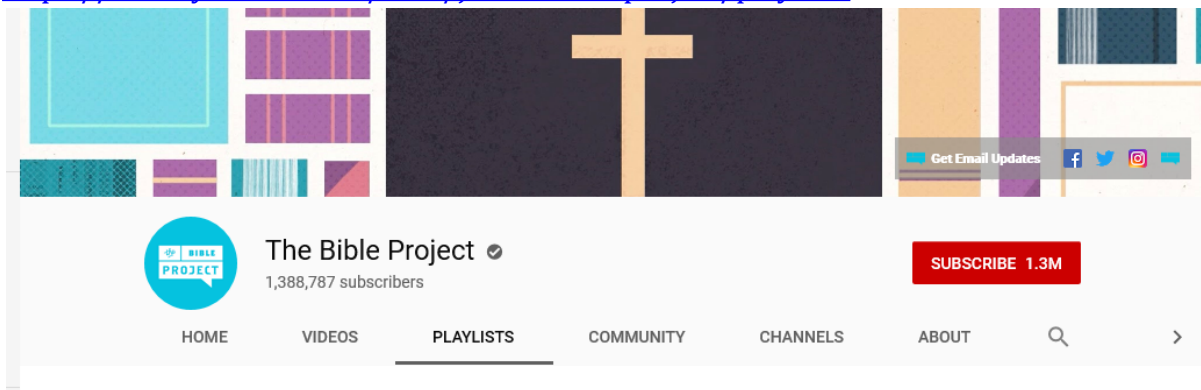 Get Email Updates
BIBLE
PROJECT
The Bible Project
1,388,787 subscribers
SUBSCRIBE 1.3M
HOME VIDEOS PLAYLISTS COMMUNITY CHANNELS ABOUT